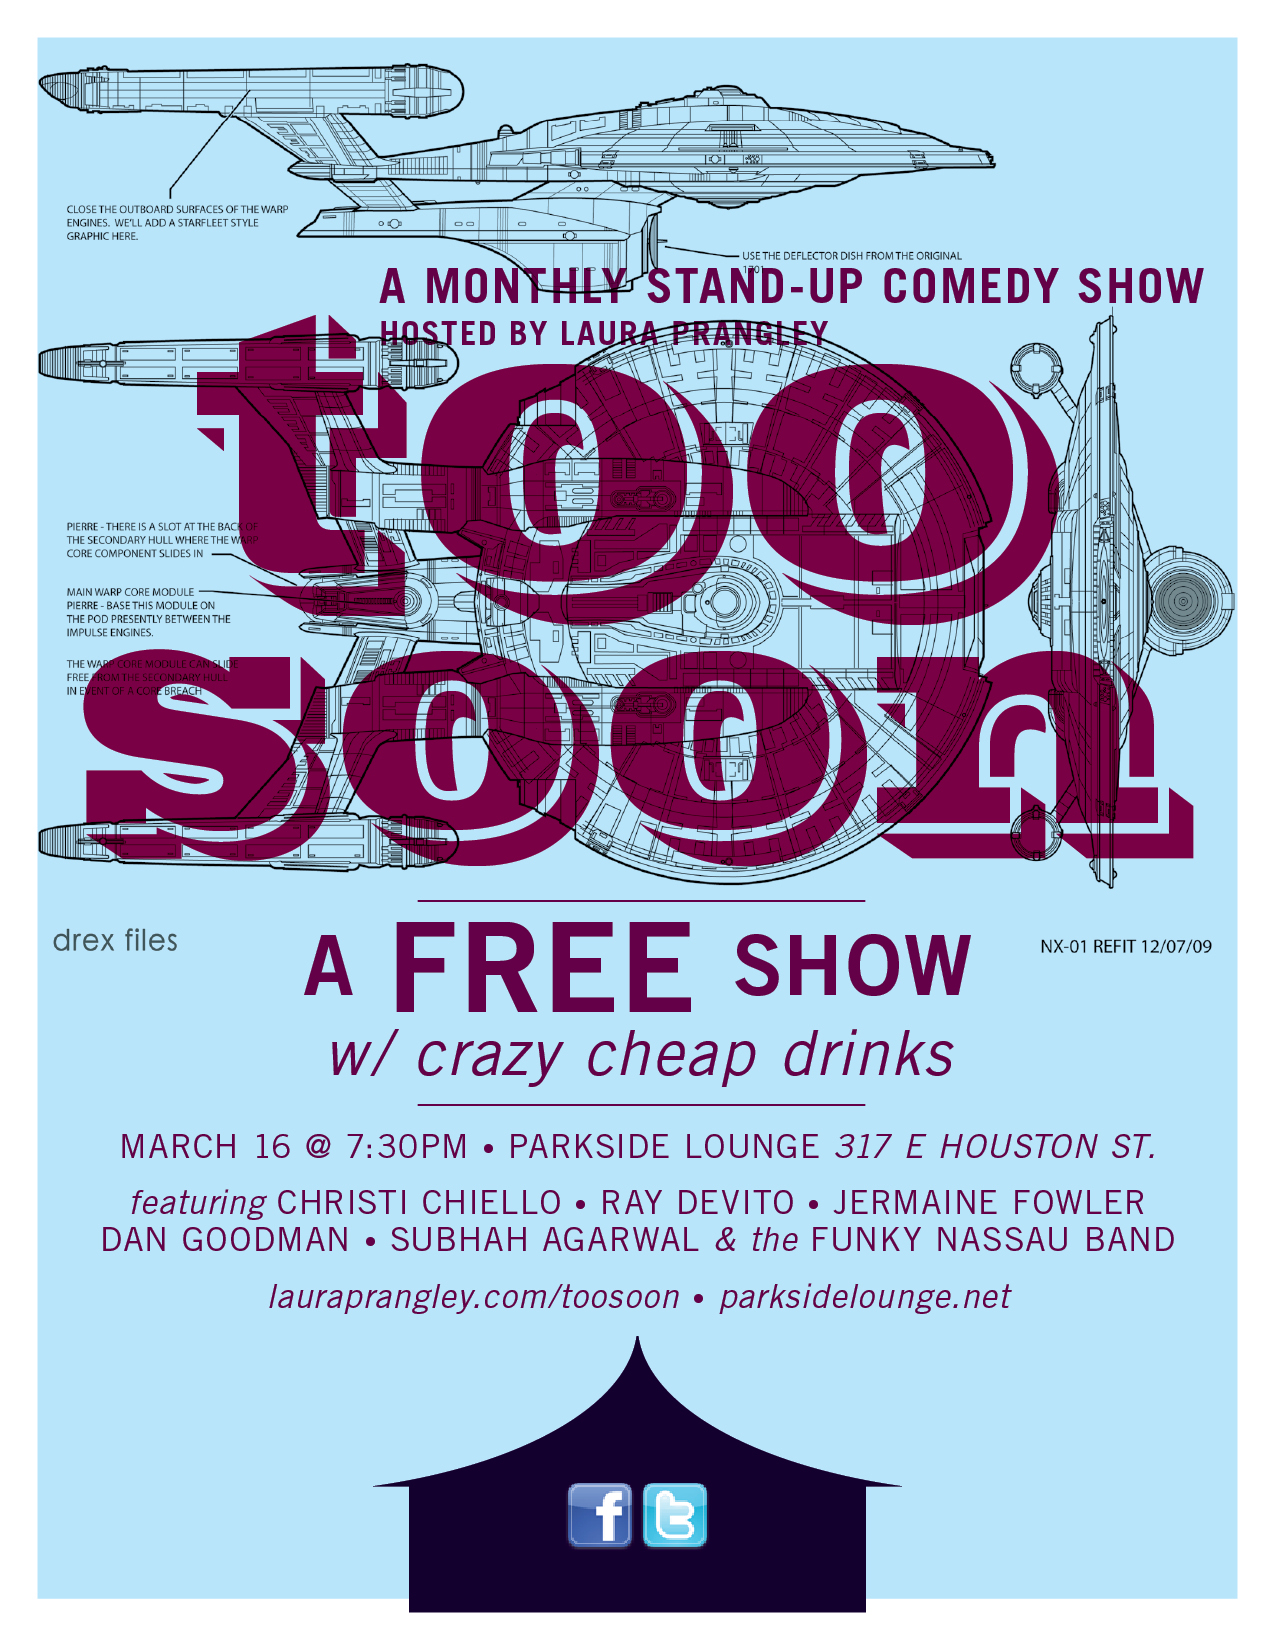 CLOSE THE OUTBOARD SURFACES OF THE WARP
ENGINES. WE'LL ADD A STARFLEET STYLE
GRAPHIC HERE.
USE THE DEFLECTOR DISH FROM THE ORIGINAL
1701
A MONTHLY STAND-UP COMEDY SHOW
HOSTED BY LAURA PRANGLEY
too
PIERRE - THERE IS A SLOT AT THE BACK OF
THE SECONDARY HULL WHERE THE WARP
CORE COMPONENT SLIDES IN
MAIN WARP CORE MODULE
PIERRE - BASE THIS MODULE ON
THE POD PRESENTLY BETWEEN THE
IMPULSE ENGINES.
THE WARP CORE MODULE CAN SLIDE
FREE FROM THE SECONDARY HULL
IN EVENT OF A CORE BREACH
soon
drex files
NX-01 REFIT 12/07/09
A FREE SHOW
w/ crazy cheap drinks
MARCH 16 @ 7:30PM • PARKSIDE LOUNGE 317 E HOUSTON ST.
featuring CHRISTI CHIELLO • RAY DEVITO • JERMAINE FOWLER
DAN GOODMAN • SUBHAH AGARWAL & the FUNKY NASSAU BAND
lauraprangley.com/toosoon • parksidelounge.net
f t